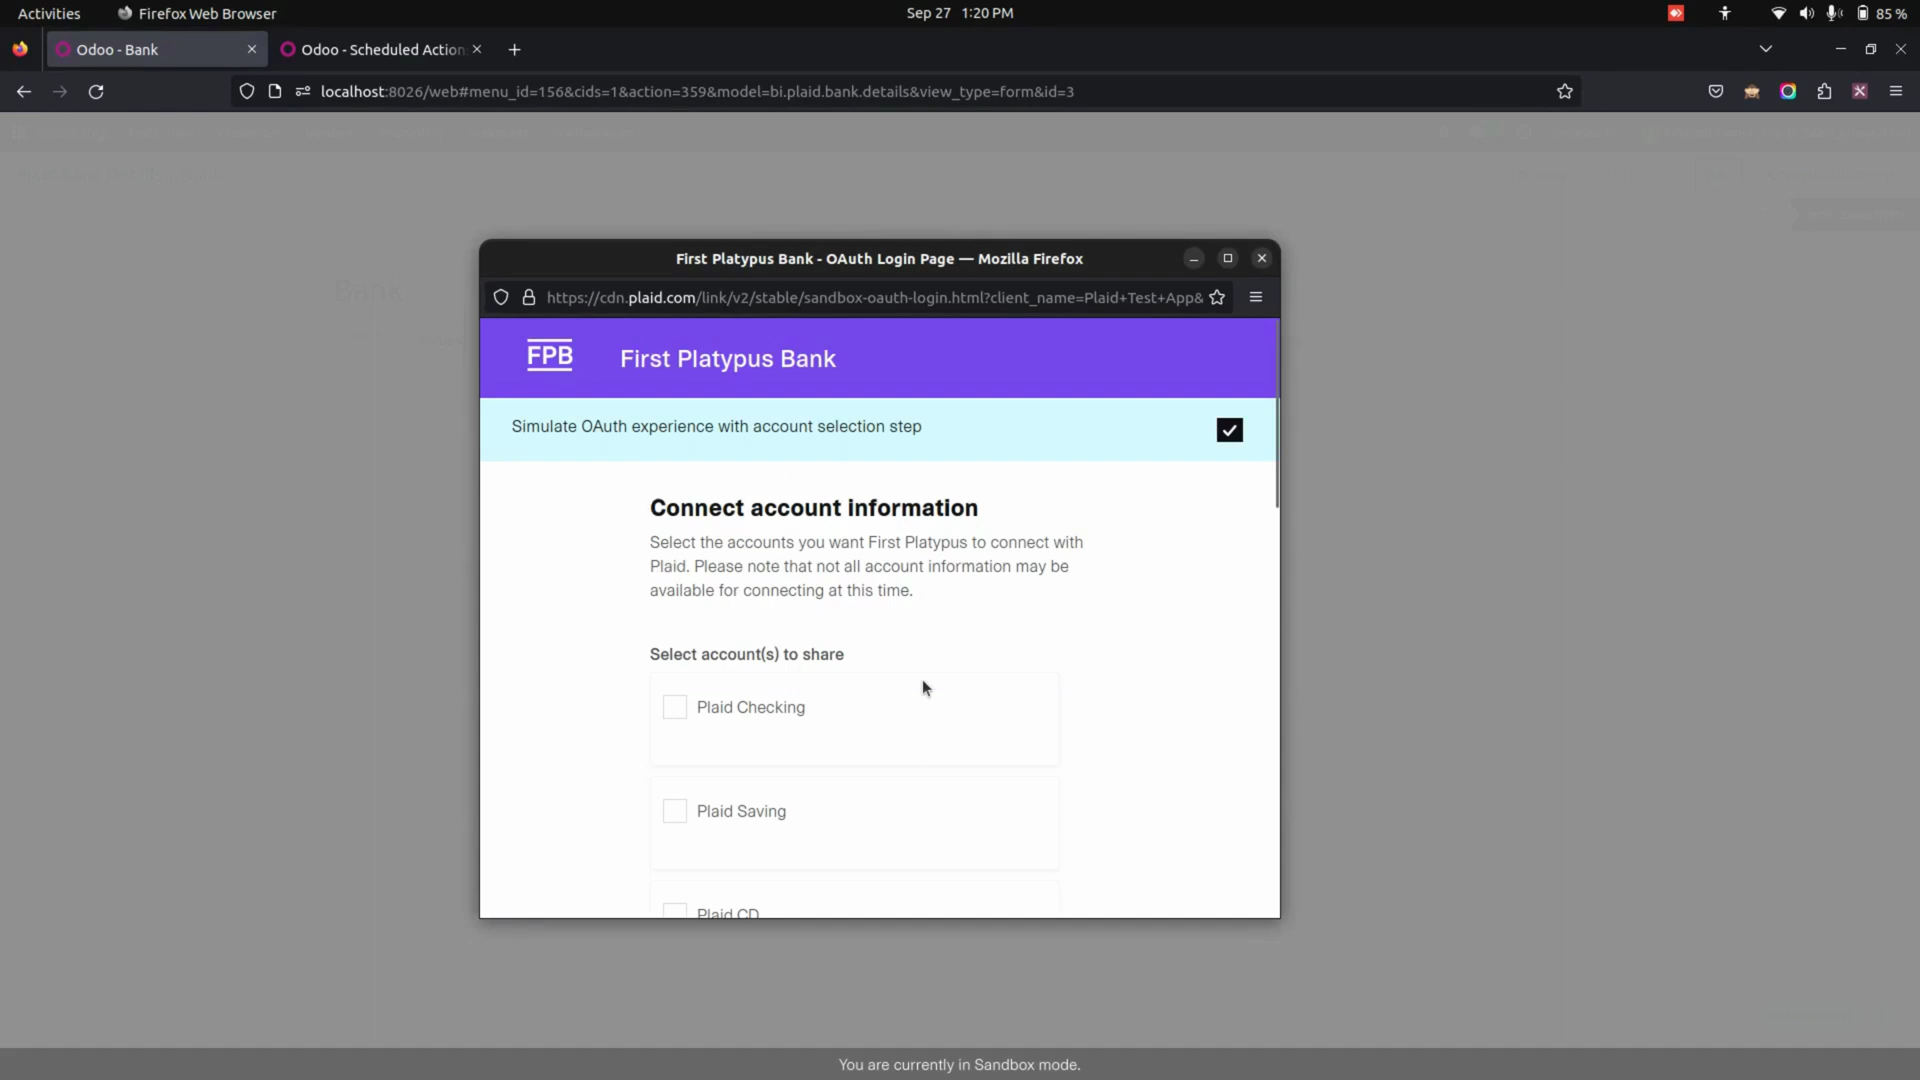 Activities
Firefox Web Browser
Sep 27 1:20 PM
85 %
Odoo - Bank
Odoo - Scheduled Action
localhost:8026/web#menu_id=156&cids=1&action=359&model=bi.plaid.bank.details&view_type=form&id=3
Bank
First Platypus Bank - OAuth Login Page — Mozilla Firefox
https://cdn.plaid.com/link/v2/stable/sandbox-oauth-login.html?client_name=Plaid+Test+App&
FPB
First Platypus Bank
Simulate OAuth experience with account selection step
Connect account information
Select the accounts you want First Platypus to connect with
Plaid. Please note that not all account information may be
available for connecting at this time.
Select account(s) to share
Plaid Checking
Plaid Saving
Plaid CD
You are currently in Sandbox mode.